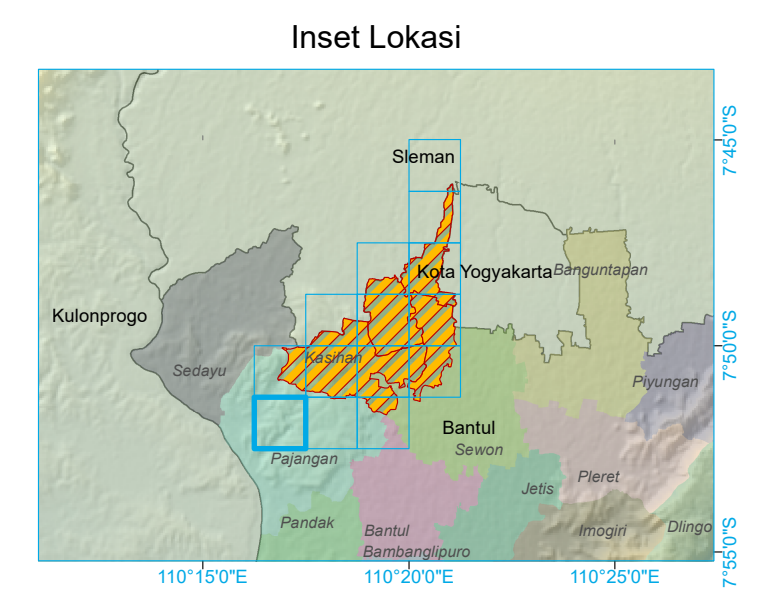 Inset Lokasi
7°45'0"S
Sleman
Kota Yogyakarta
Banguntapan
Kulonprogo
Kasihan
7°50'0"S
Sedayu
Piyungan
Bantul
Sewon
Pajangan
Pleret
Jetis
Pandak
Bantul
Imogiri
Dlingo
Bambanglipuro
7°55'0"S
110°15'0"E
110°20'0"E
110°25'0"E